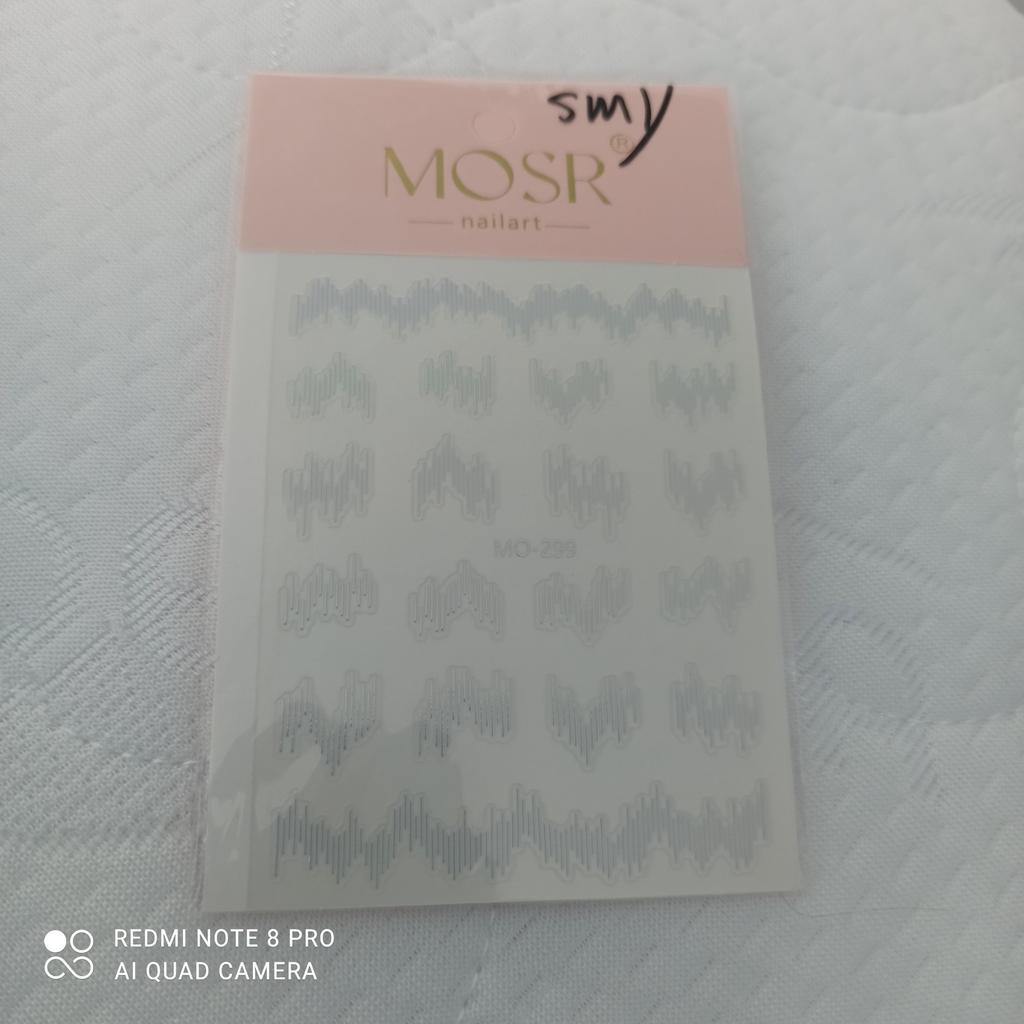 smy
MOSR®
nailart
MO-299
REDMI NOTE 8 PRO
AI QUAD CAMERA